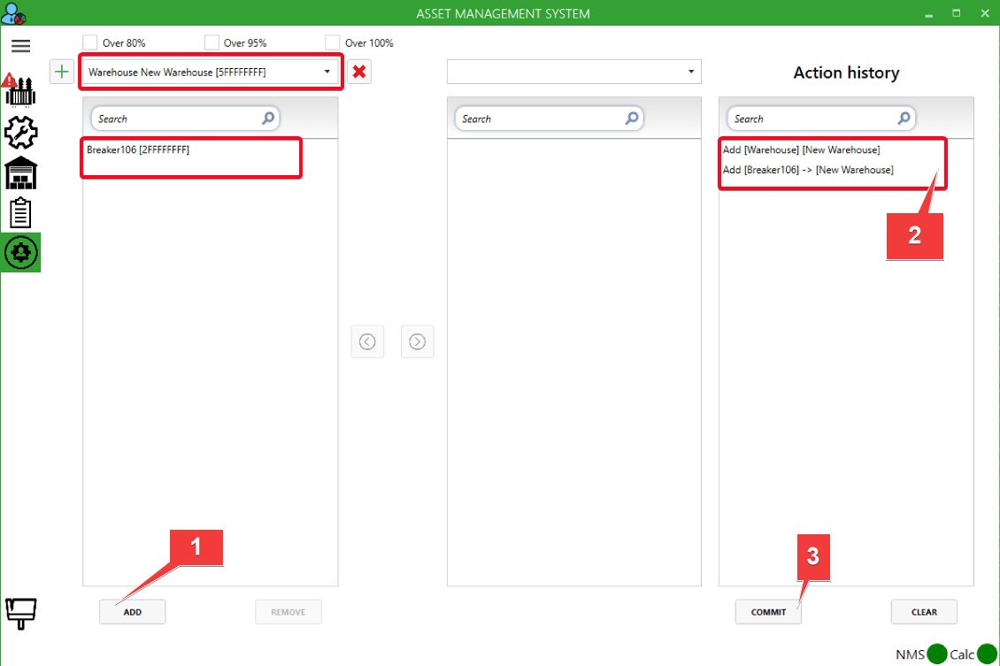 ASSET MANAGEMENT SYSTEM
Over 80%
Over 95%
Over 100%
Warehouse New Warehouse [5FFFFFFFF]
Action history
Search
Search
Search
Breaker106 [2FFFFFFFF]
Add [Warehouse] [New Warehouse]
Add [Breaker106] -> [New Warehouse]
2
1
3
ADD
REMOVE
COMMIT
CLEAR
NMS
Calc